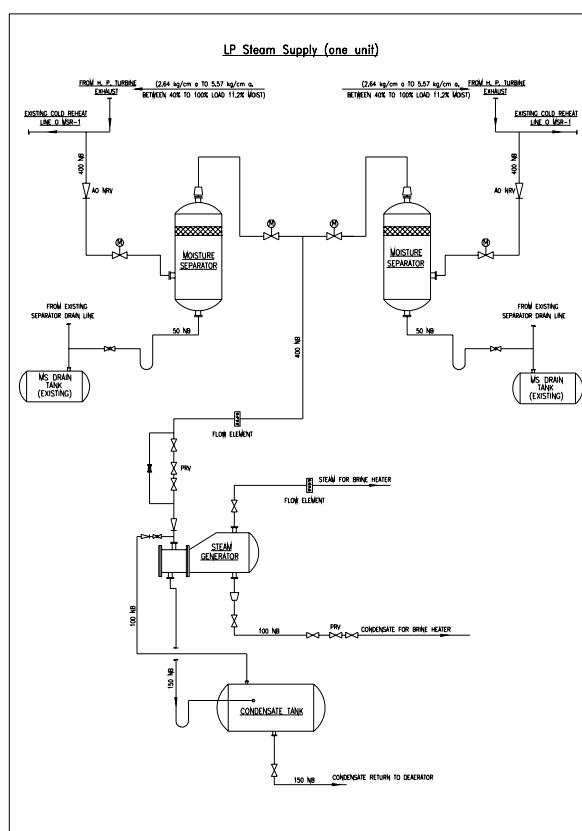 LP Steam Supply (one unit)
FROM H. P. TURBINE
EXHAUST
(2,64 kg/cm a TO 5,57 kg/cm a,
BETWEEN 40% TO 100% LOAD 11,2% MOIST)
(2,64 kg/cm a TO 5,57 kg/cm a,
BETWEEN 40% TO 100% LOAD 11,2% MOIST)
FROM H. P. TURBINE
EXHAUST
EXISTING COLD REHEAT
LINE O MSR-1
EXISTING COLD REHEAT
LINE O MSR-1
400 NB
400 NB
AO NRV
AO NRV
M
M
M
M
MOISTURE
SEPARATOR
MOISTURE
SEPARATOR
FROM EXISTING
SEPARATOR DRAIN LINE
FROM EXISTING
SEPARATOR DRAIN LINE
50 NB
50 NB
400 NB
MS DRAIN
TANK
(EXISTING)
MS DRAIN
TANK
(EXISTING)
FLOW ELEMENT
PRV
STEAM FOR BRINE HEATER
FLOW ELEMENT
STEAM
GENERATOR
100 NB
100 NB
PRV
CONDENSATE FOR BRINE HEATER
150 NB
CONDENSATE TANK
150 NB
CONDENSATE RETURN TO DEAERATOR